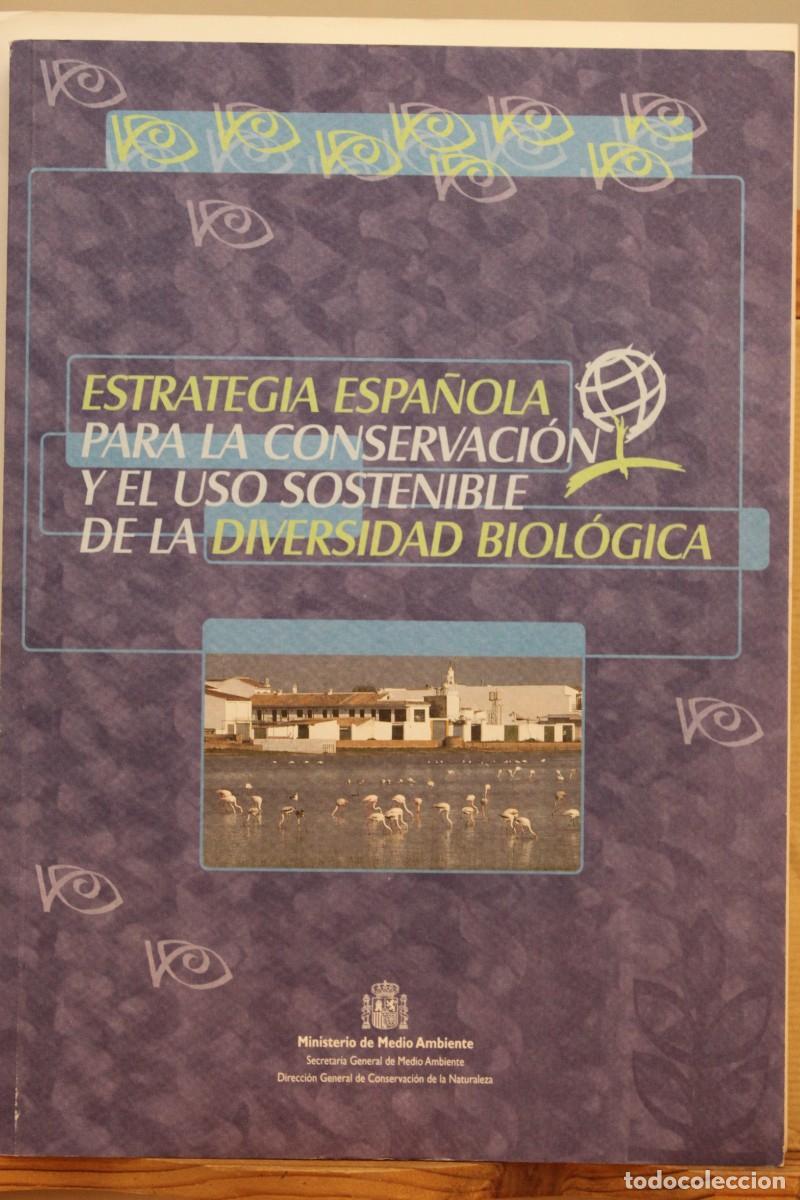 ESTRATEGIA ESPAÑOLA
PARA LA CONSERVACIÓN
Y EL USO SOSTENIBLE
DE LA DIVERSIDAD BIOLÓGICA
Ministerio de Medio Ambiente
Secretaría General de Medio Ambiente
Dirección General de Conservación de la Naturaleza
todocoleccion